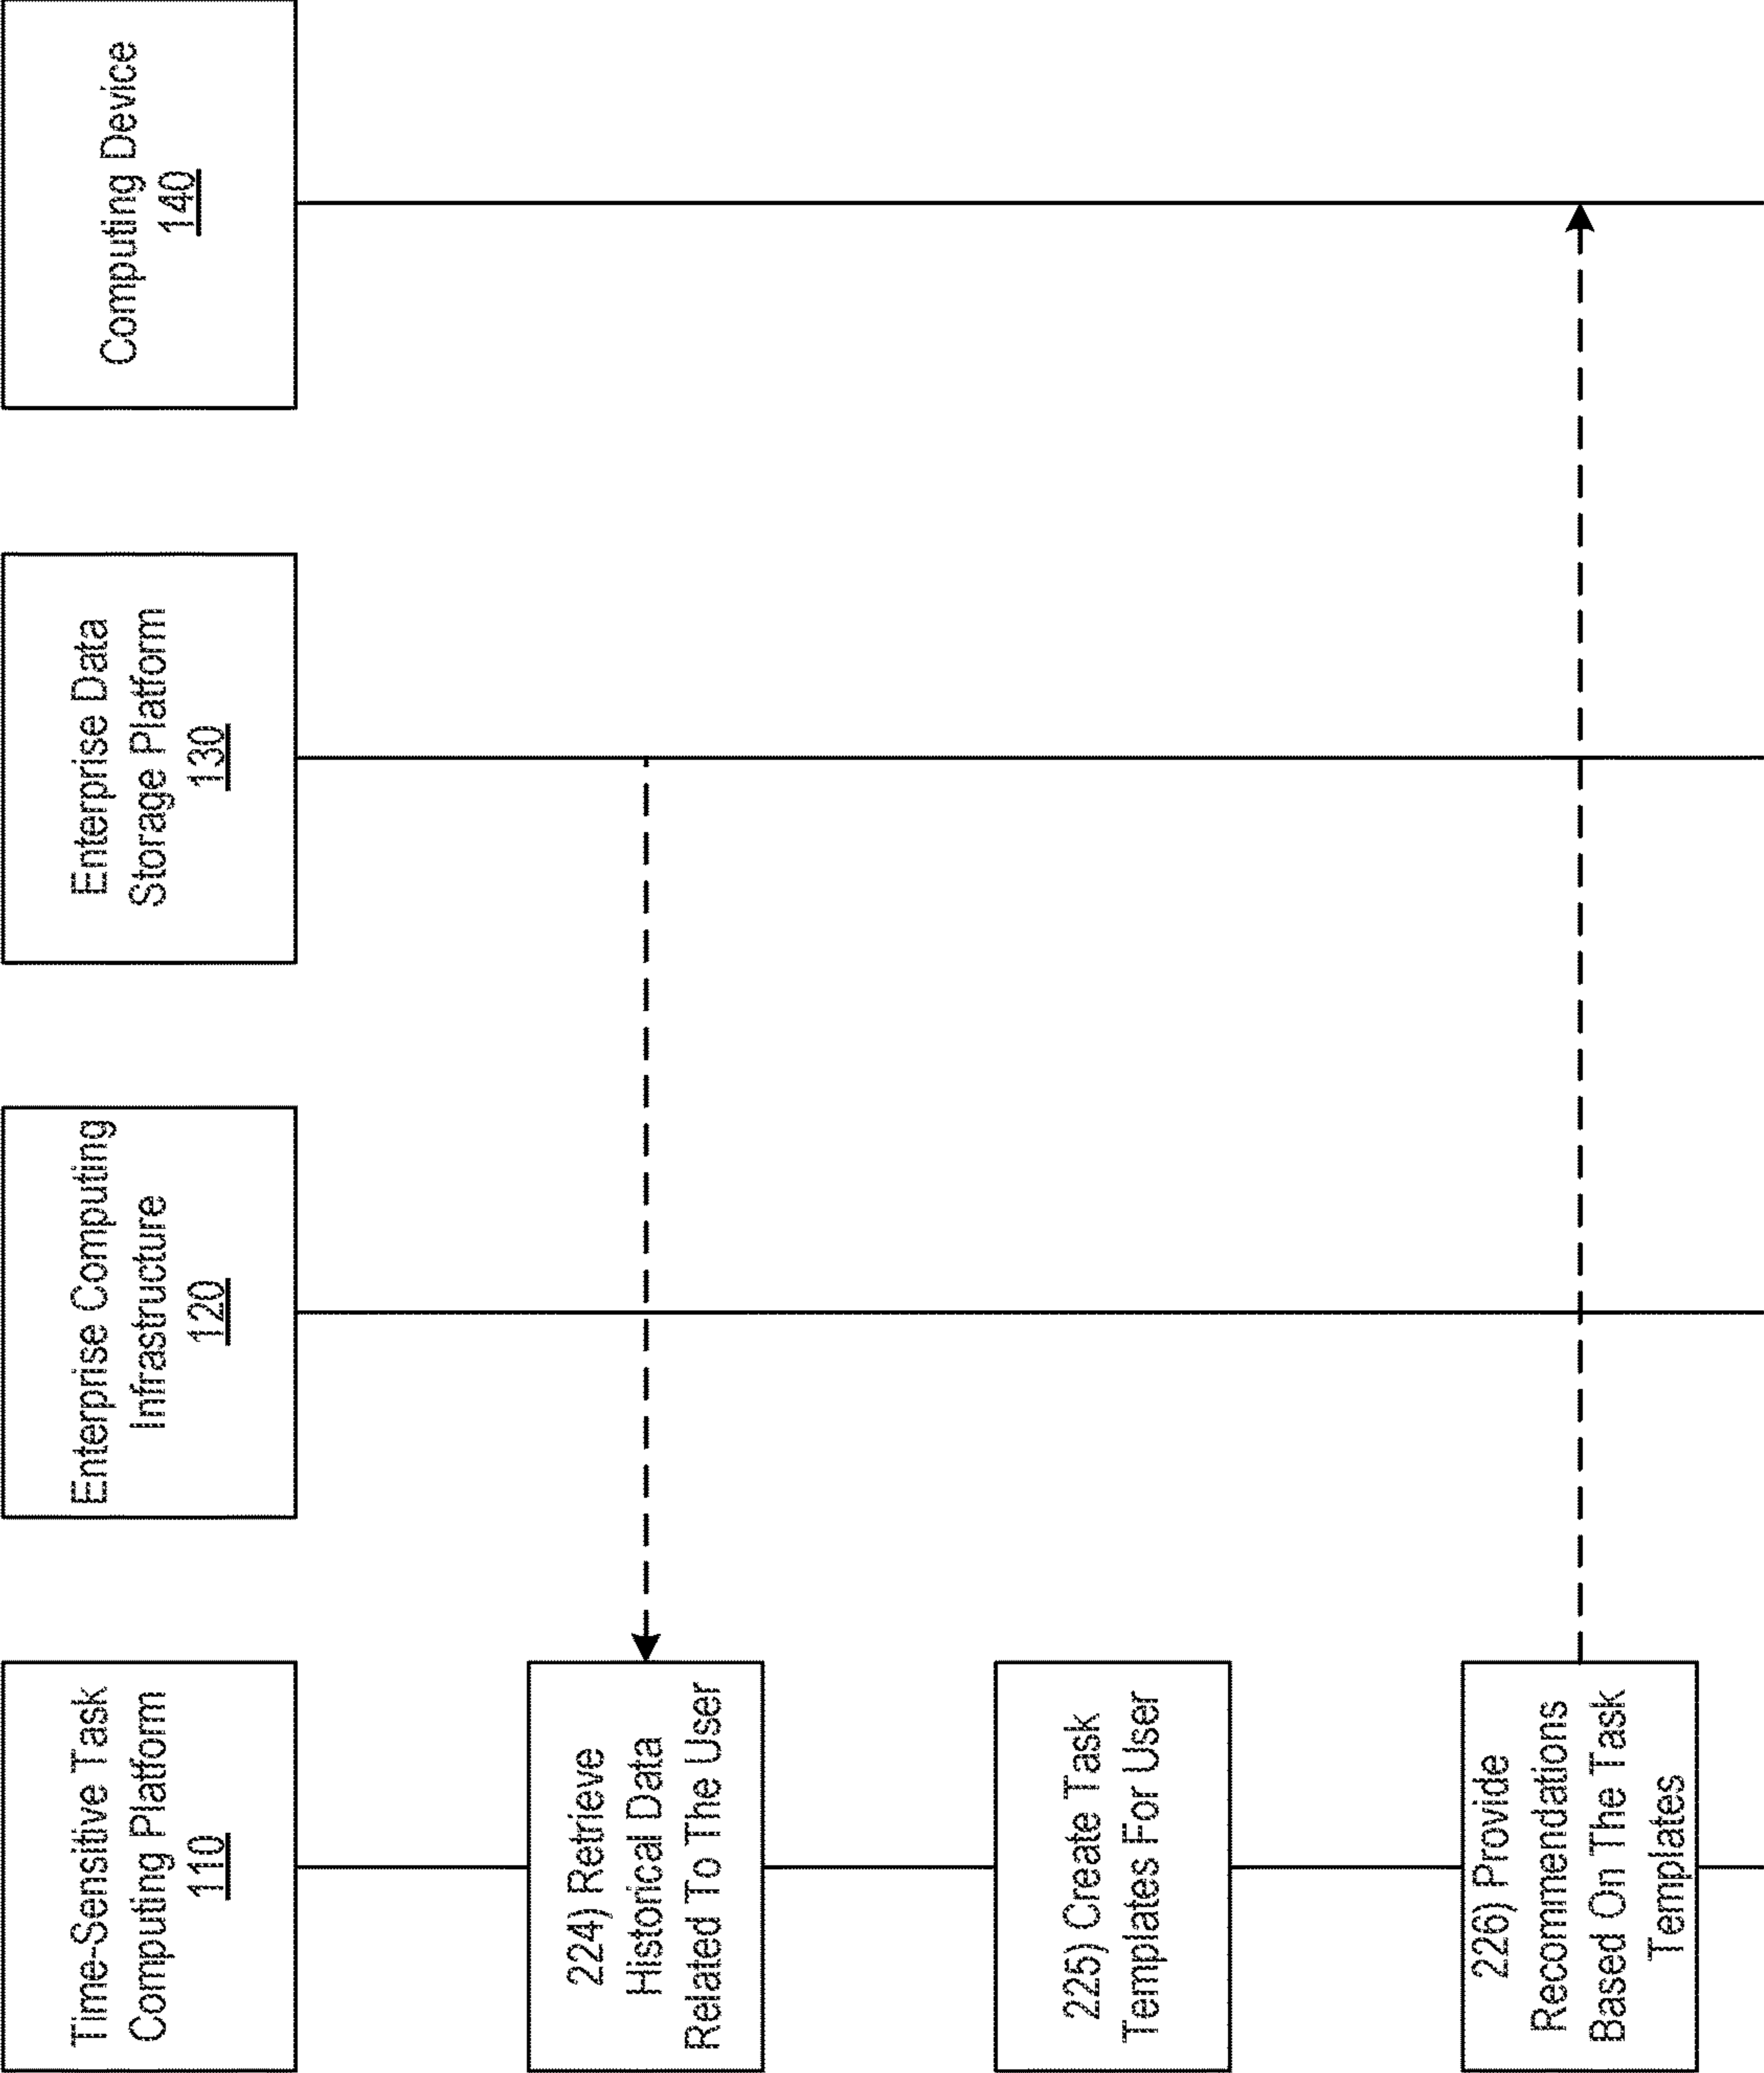 Time-Sensitive Task
Computing Platform
110
Enterprise Computing
Infrastructure
120
Enterprise Data
Storage Platform
130
Computing Device
140
224) Retrieve
Historical Data
Related To The User
225) Create Task
Templates For User
226) Provide
Recommendations
Based On The Task
Templates